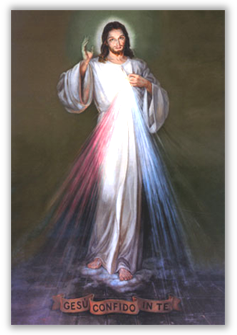 GESU CONFIDO IN TE